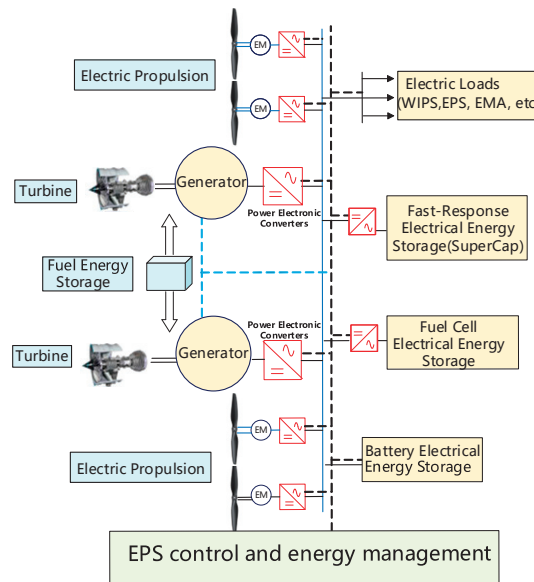 EM
Electric Propulsion
EM
Electric Loads
(WIPS,EPS, EMA, etc
Generator
Turbine
Power Electronic
Converters
Fast-Response
Electrical Energy
Storage(SuperCap)
Fuel Energy
Storage
Power Electronic
Converters
Fuel Cell
Electrical Energy
Storage
Turbine
Generator
EM
Electric Propulsion
Battery Electrical
Energy Storage
EM
EPS control and energy management